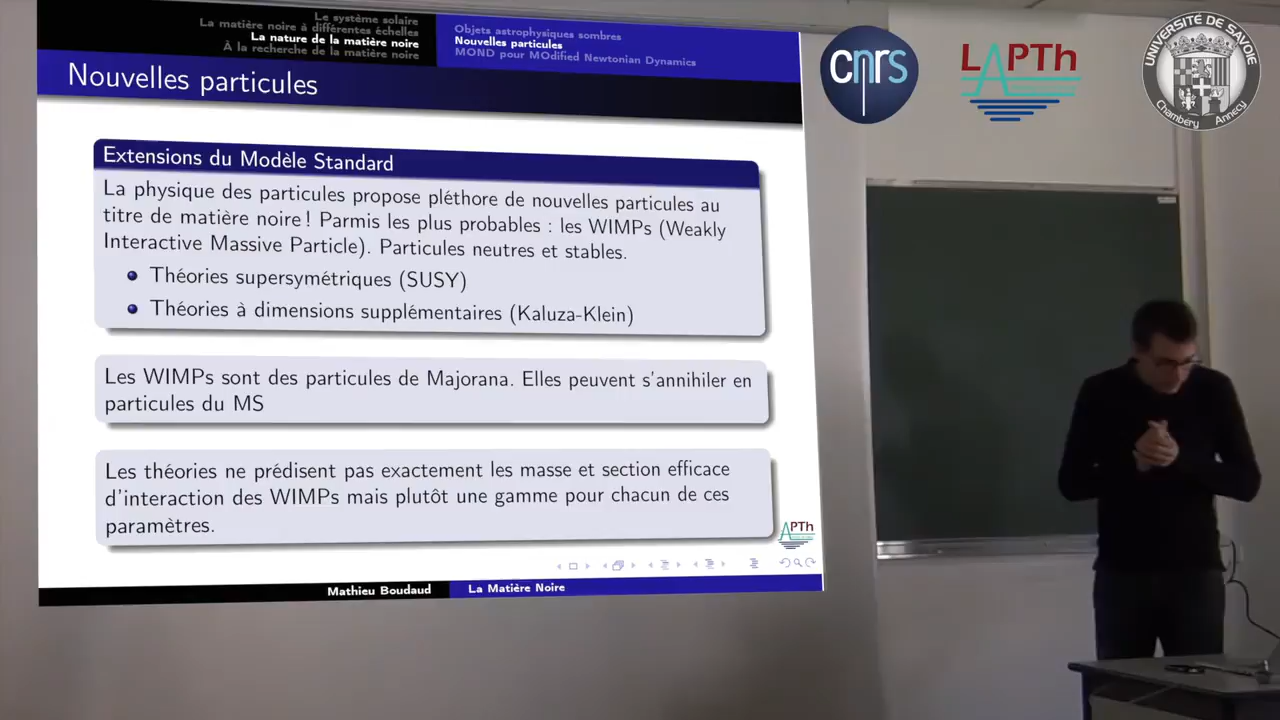 Le système solaire
La matière noire à différentes échelles
La nature de la matière noire
À la recherche de la matière noire
Objets astrophysiques sombres
Nouvelles particules
MOND pour MOdified Newtonian Dynamics
Nouvelles particules
Extensions du Modèle Standard
La physique des particules propose pléthore de nouvelles particules au
titre de matière noire ! Parmis les plus probables : les WIMPs (Weakly
Interactive Massive Particle). Particules neutres et stables.
Théories supersymétriques (SUSY)
Théories à dimensions supplémentaires (Kaluza-Klein)
Les WIMPs sont des particules de Majorana. Elles peuvent s'annihiler en
particules du MS
Les théories ne prédisent pas exactement les masse et section efficace
d'interaction des WIMPs mais plutôt une gamme pour chacun de ces
paramètres.
LAPTh
Mathieu Boudaud
La Matière Noire
cnrs
LAPTh
UNIVERSITE DE SAVOIE
Chambéry Annecy